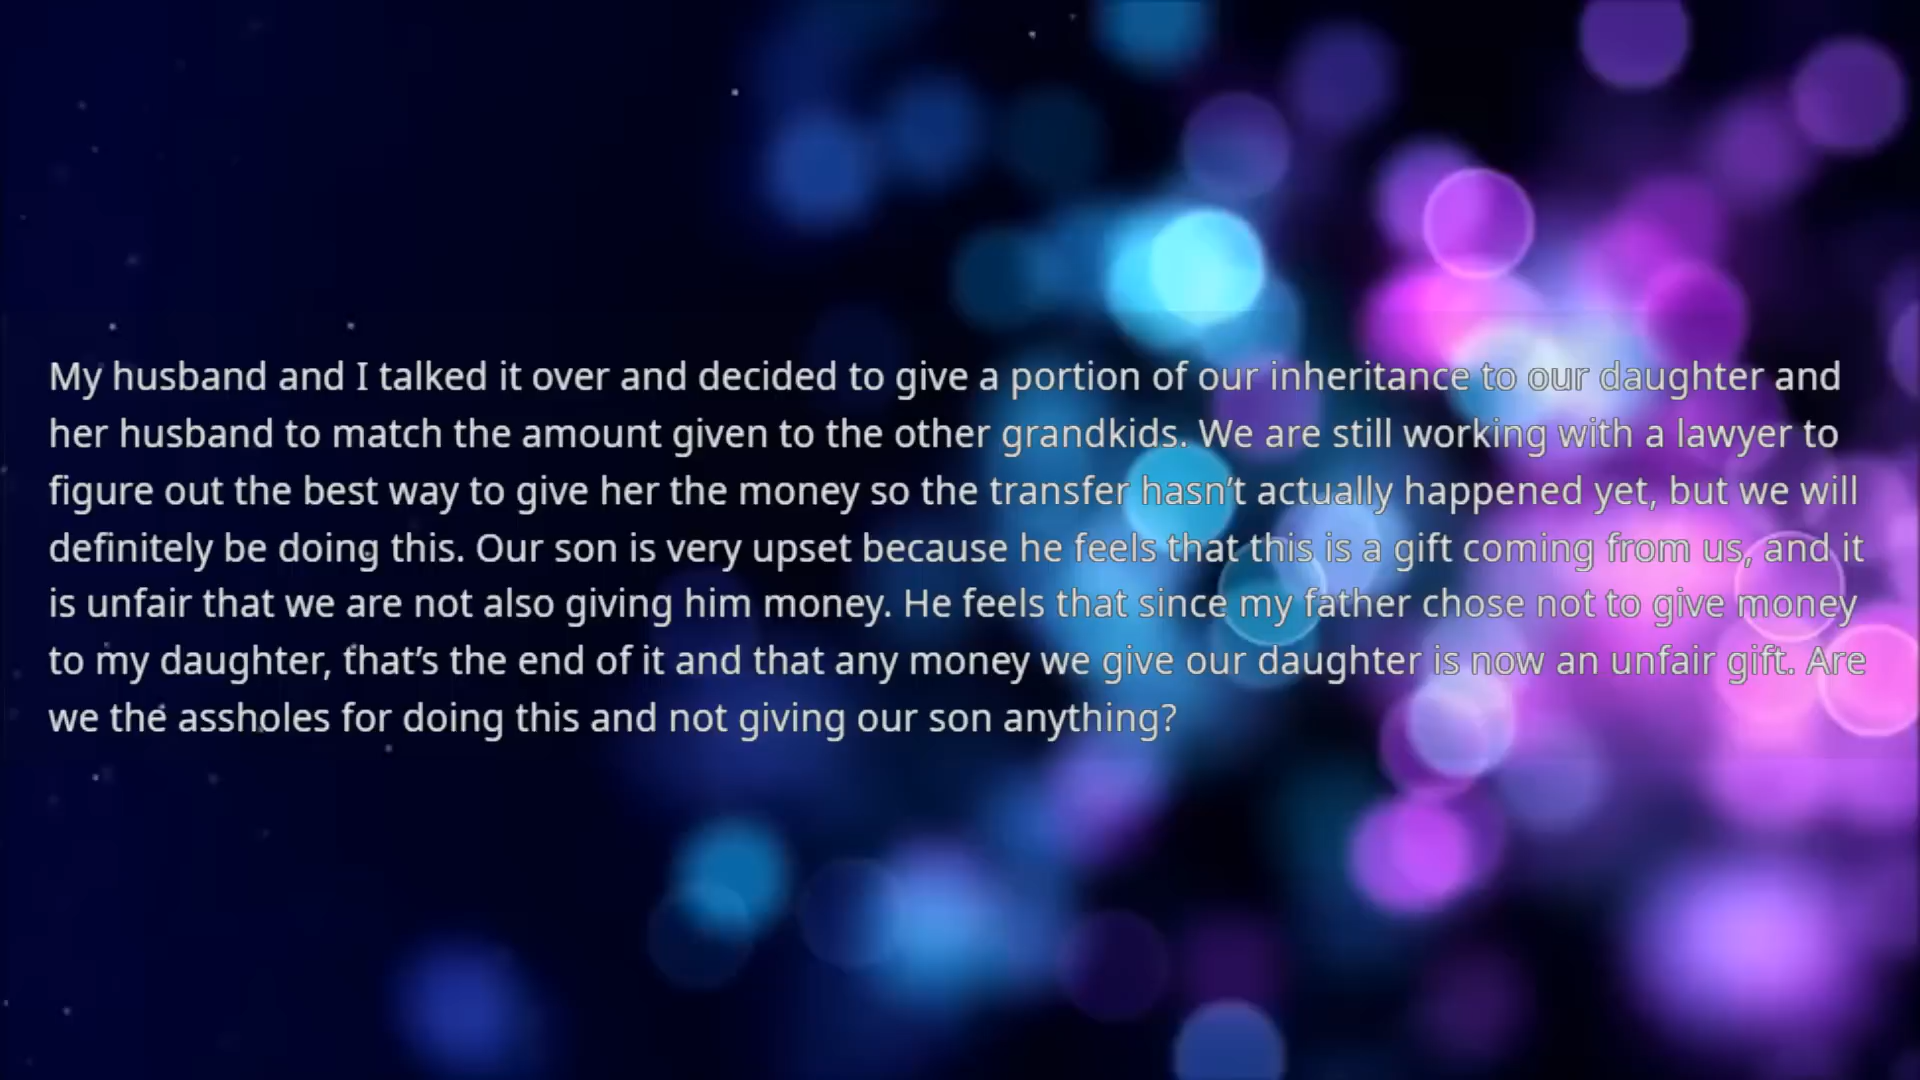 My husband and I talked it over and decided to give a portion of our inheritance to our daughter and
her husband to match the amount given to the other grandkids. We are still working with a lawyer to
figure out the best way to give her the money so the transfer hasn’t actually happened yet, but we will
definitely be doing this. Our son is very upset because he feels that this is a gift coming from us, and it
is unfair that we are not also giving him money. He feels that since my father chose not to give money
to my daughter, that’s the end of it and that any money we give our daughter is now an unfair gift. Are
we the assholes for doing this and not giving our son anything?